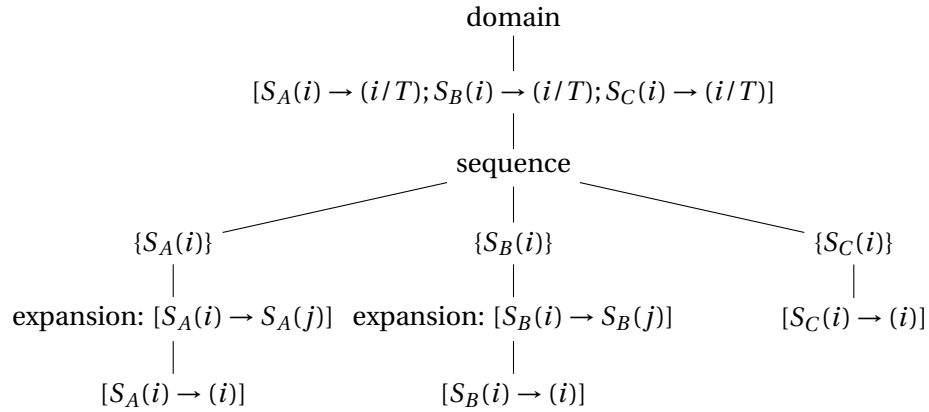 domain
[S_A(i) → (i/T);S_B(i) → (i/T);S_C(i) → (i/T)]
sequence
{S_A(i)} {S_B(i)} {S_C(i)}
expansion: [S_A(i) → S_A(j)] expansion: [S_B(i) → S_B(j)] [S_C(i) → (i)]
[S_A(i) → (i)] [S_B(i) → (i)]